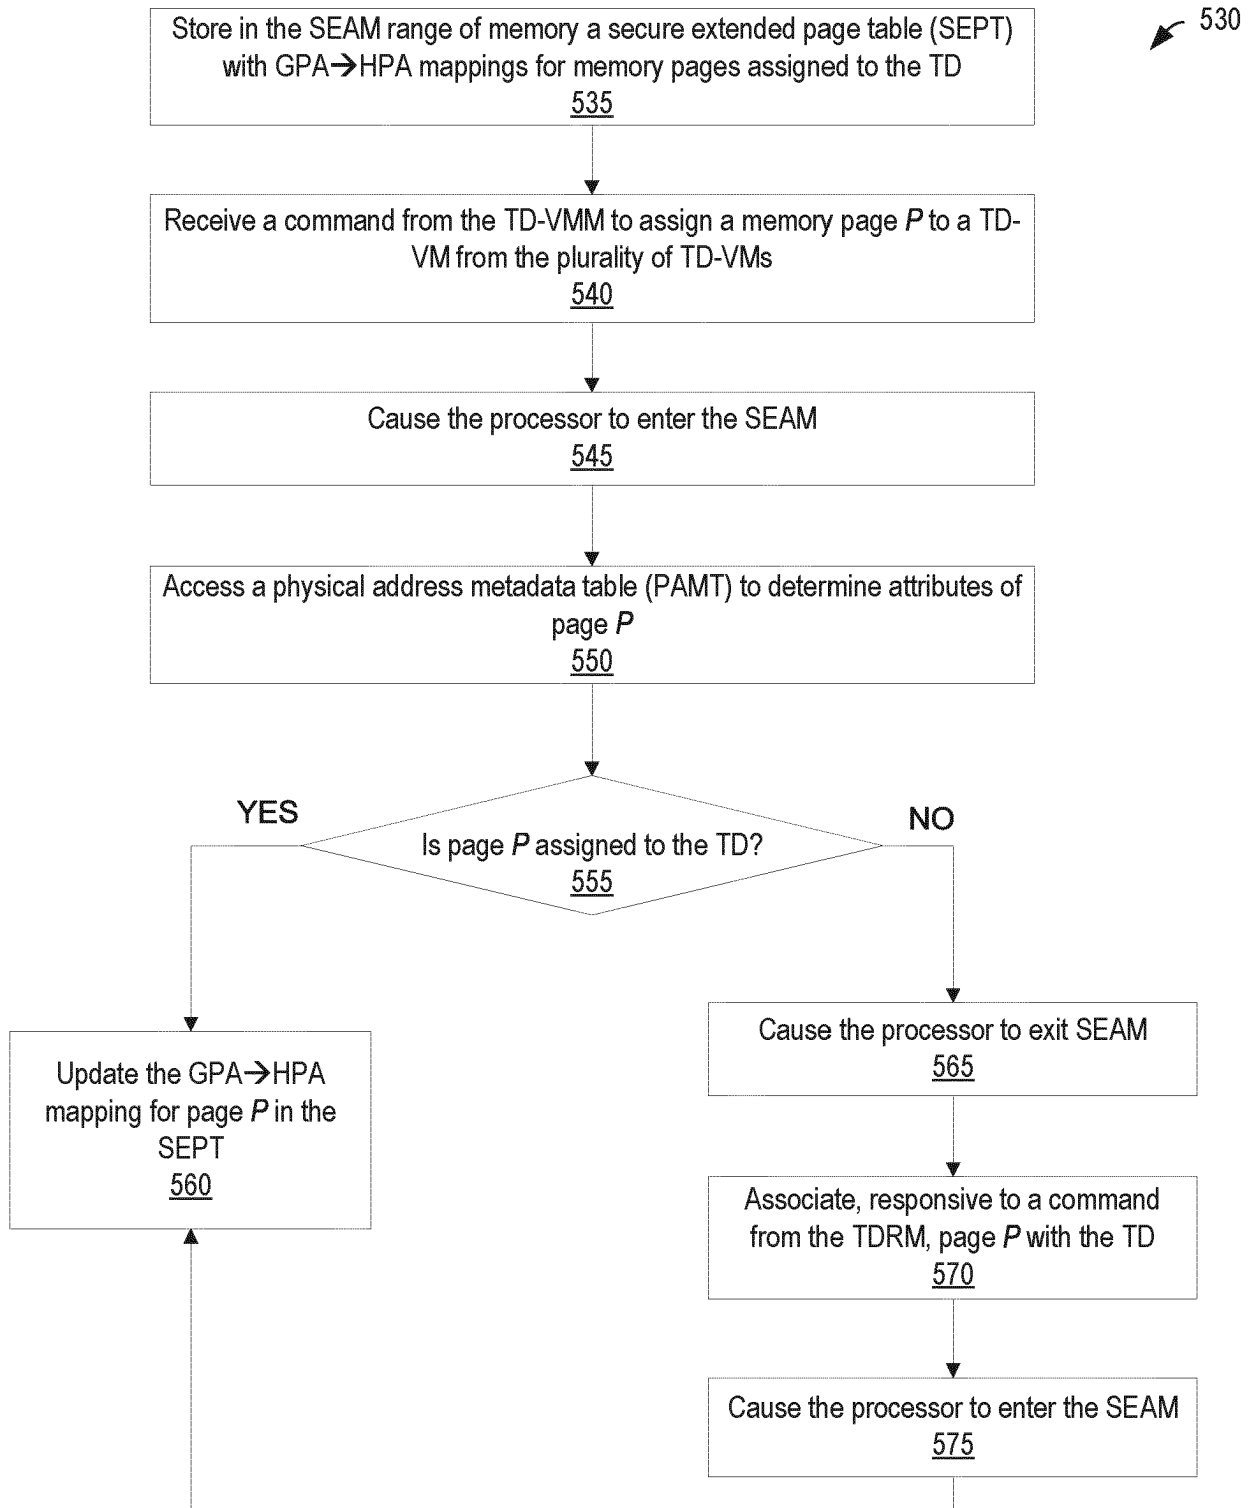 530
Store in the SEAM range of memory a secure extended page table (SEPT)
with GPA→HPA mappings for memory pages assigned to the TD
535
Receive a command from the TD-VMM to assign a memory page P to a TD-
VM from the plurality of TD-VMs
540
Cause the processor to enter the SEAM
545
Access a physical address metadata table (PAMT) to determine attributes of
page P
550
YES
NO
Is page P assigned to the TD?
555
Update the GPA→HPA
mapping for page P in the
SEPT
560
Cause the processor to exit SEAM
565
Associate, responsive to a command
from the TDRM, page P with the TD
570
Cause the processor to enter the SEAM
575